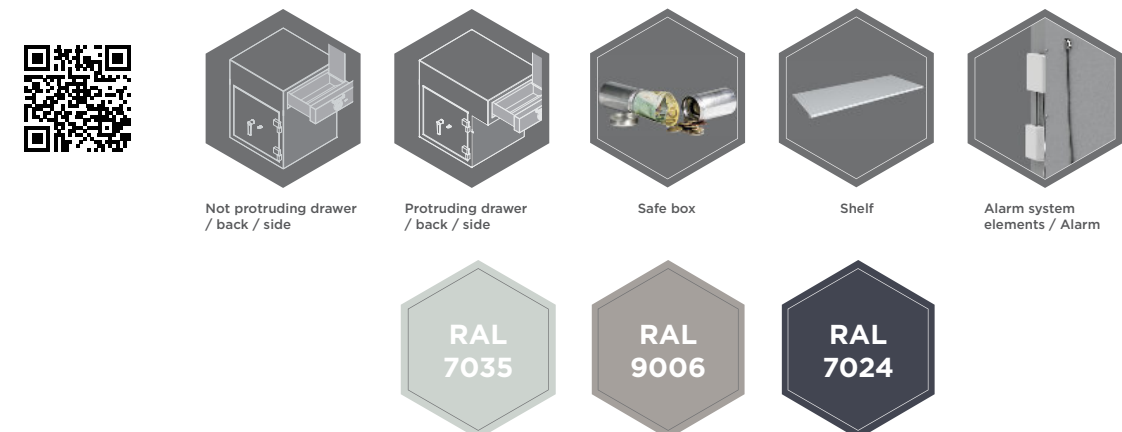 Not protruding drawer
/ back / side
Protruding drawer
/ back / side
Safe box
Shelf
Alarm system
elements / Alarm
RAL
7035
RAL
9006
RAL
7024